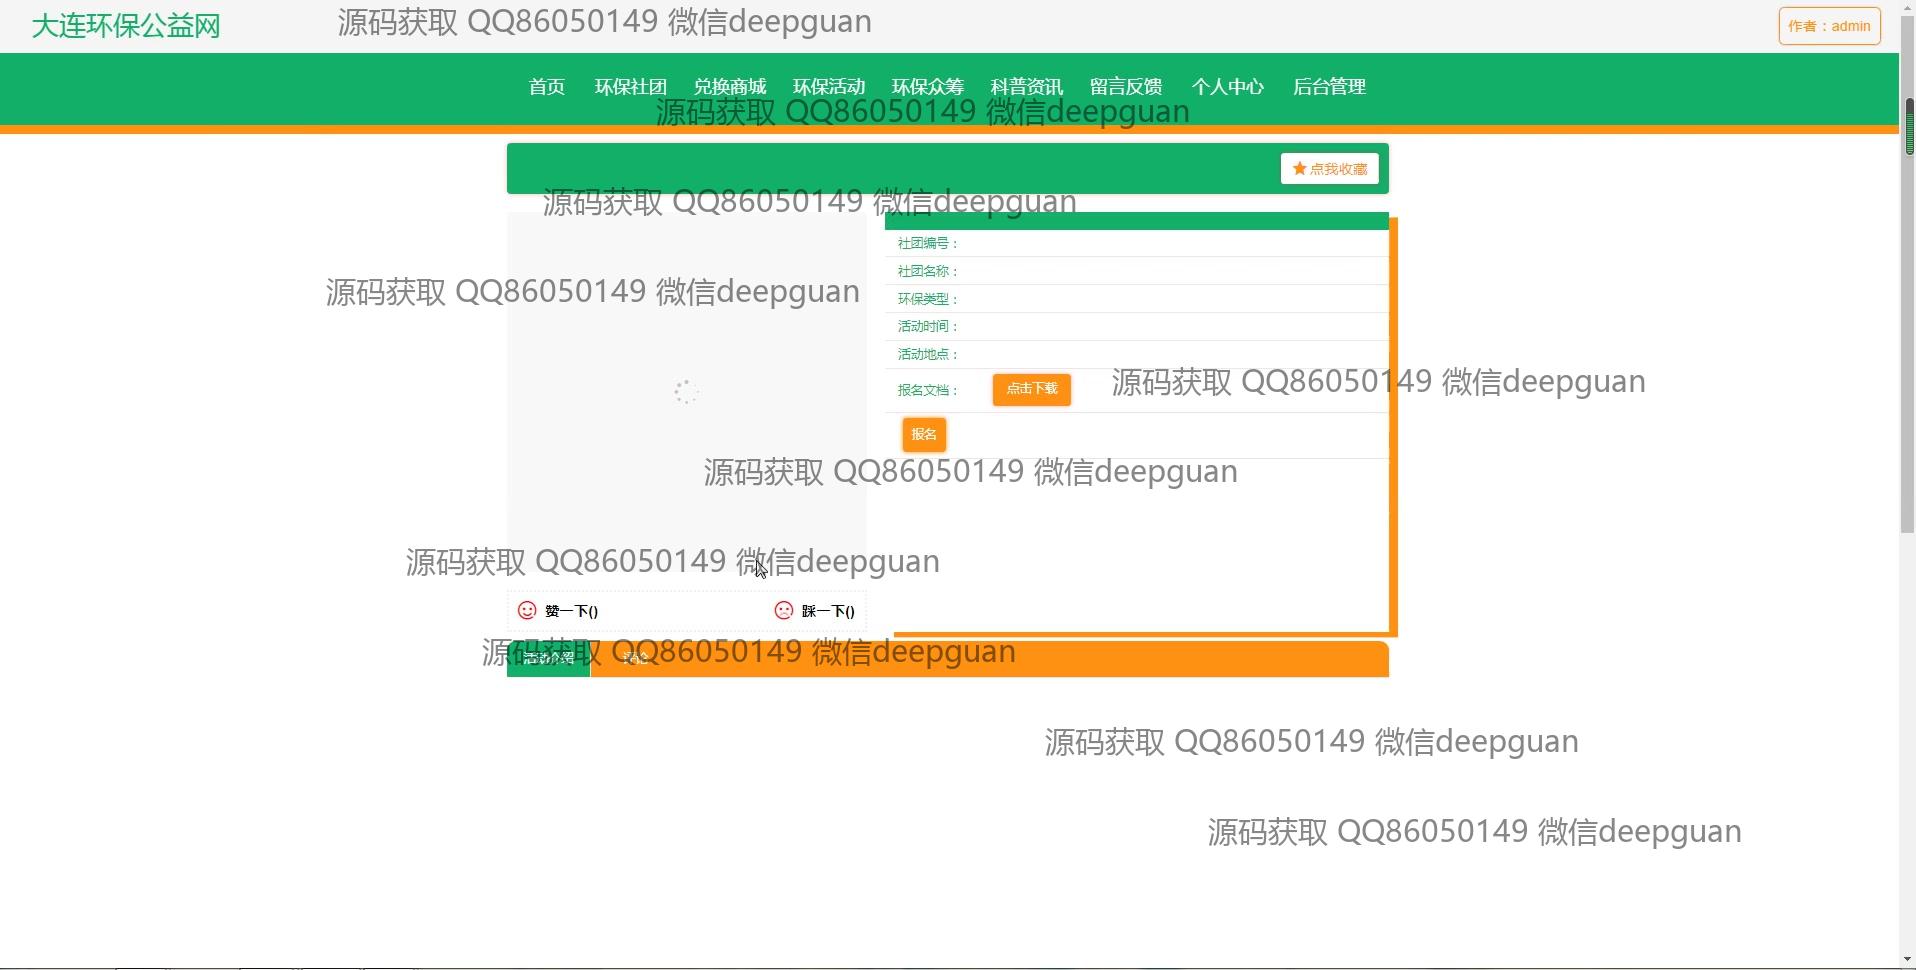 大连环保公益网
源码获取 QQ86050149 微信deepguan
作者：admin
首页 环保社团 兑换商城 环保活动 环保众筹 科普资讯 留言反馈 个人中心 后台管理
源码获取 QQ86050149 微信deepguan
点我收藏
源码获取 QQ86050149 微信deepguan
社团编号：
社团名称：
源码获取 QQ86050149 微信deepguan
环保类型：
活动时间：
活动地点：
报名文档： 点击下载
源码获取 QQ86050149 微信deepguan
报名
源码获取 QQ86050149 微信deepguan
源码获取 QQ86050149 微信deepguan
赞一下() 踩一下()
源码获取 QQ86050149 微信deepguan
活动介绍 评论
源码获取 QQ86050149 微信deepguan
源码获取 QQ86050149 微信deepguan